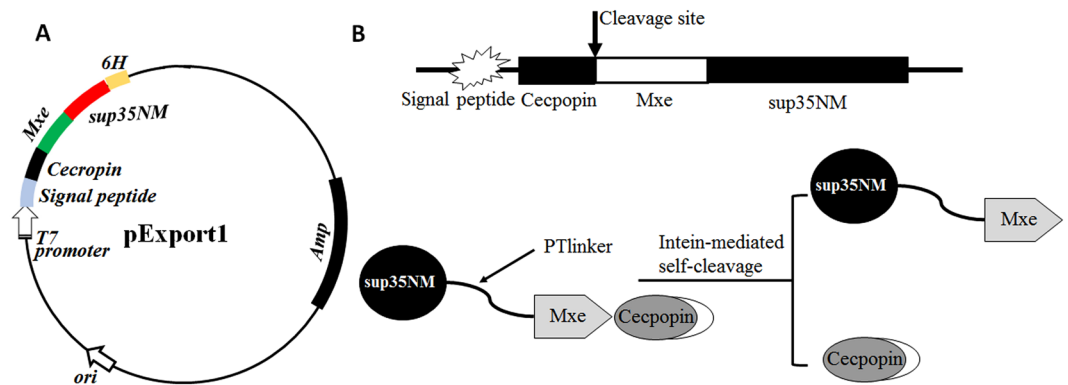 A
6H
sup35NM
Mxe
Cecropin
Signal peptide
T7
promoter
pExport1
Amp
ori
B
Cleavage site
Signal peptide
Cecpopin
Mxe
sup35NM
PTlinker
sup35NM
Mxe
Cecpopin
Intein-mediated
self-cleavage
sup35NM
Mxe
Cecpopin